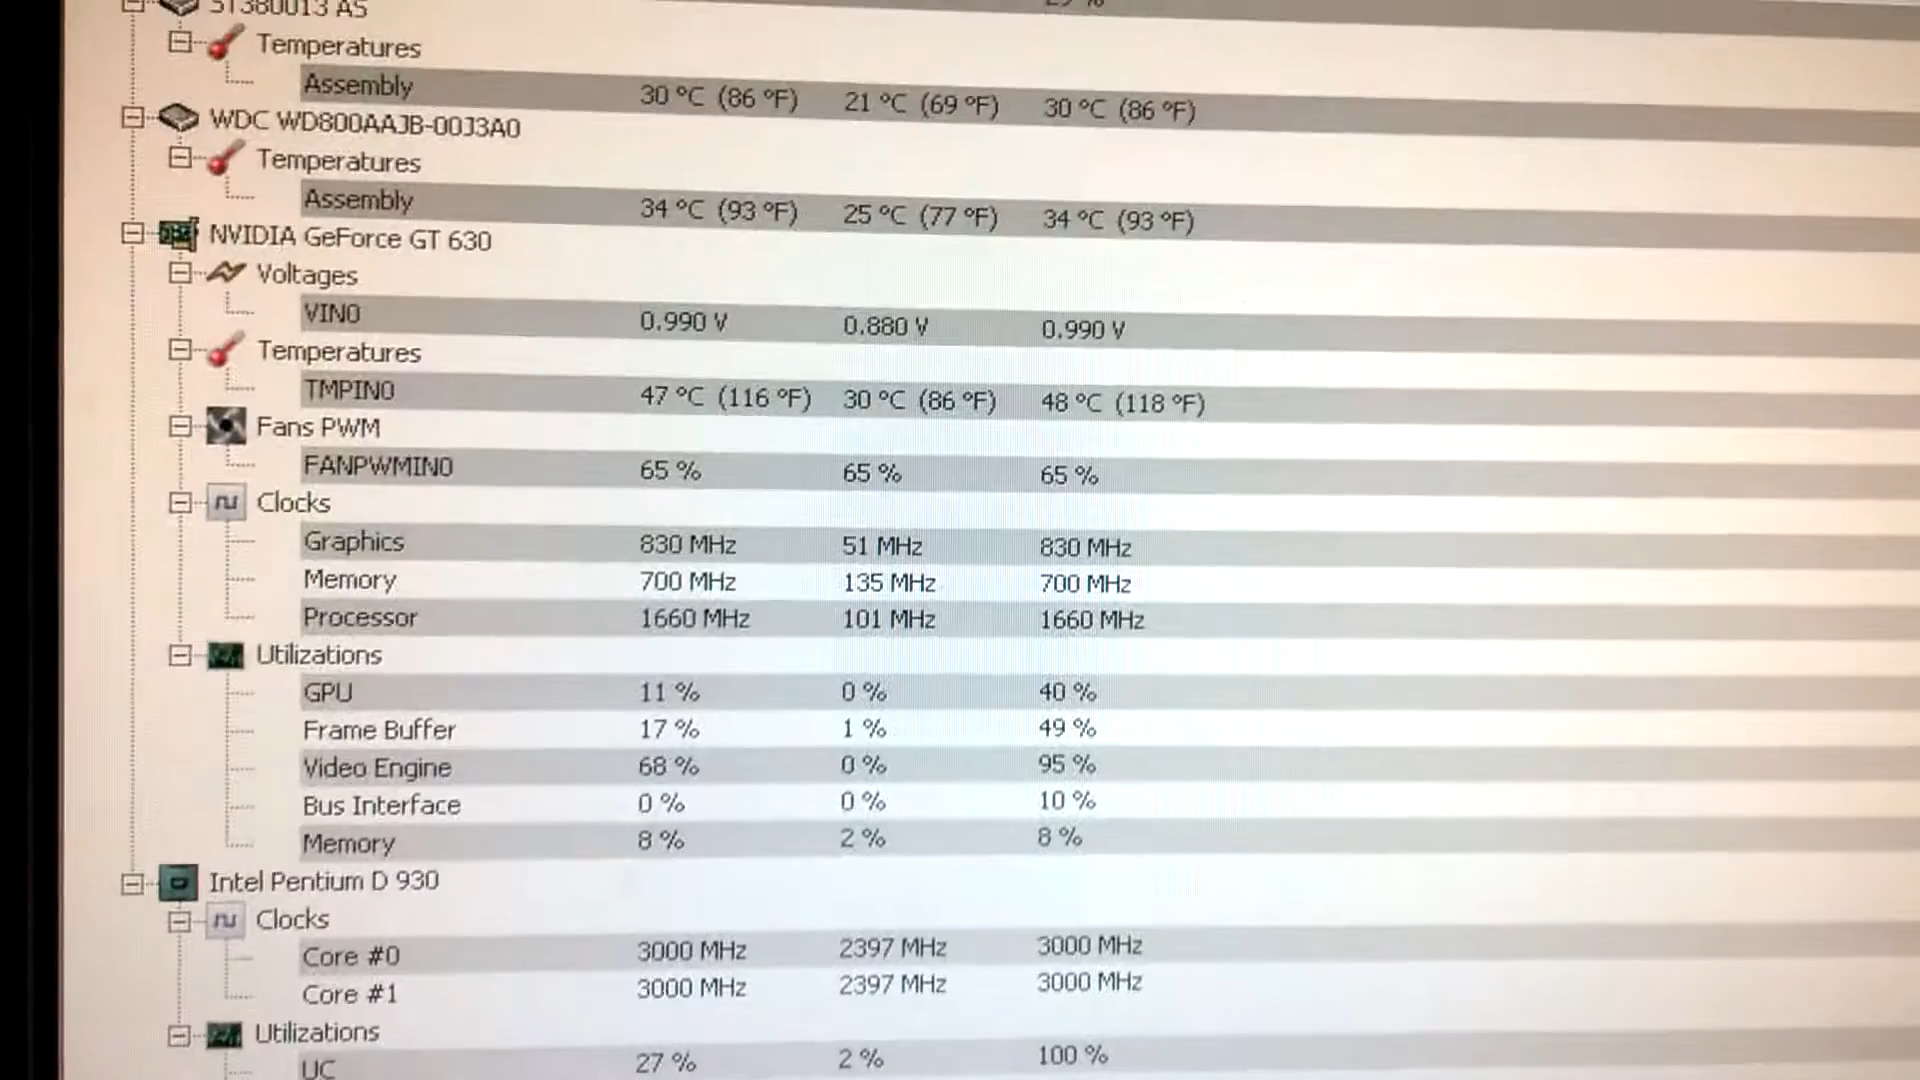 ST380013 AS
Temperatures
Assembly 30 °C (86 °F) 21 °C (69 °F) 30 °C (86 °F)
WDC WD800AAJB-00J3A0
Temperatures
Assembly 34 °C (93 °F) 25 °C (77 °F) 34 °C (93 °F)
NVIDIA GeForce GT 630
Voltages
VIN0 0.990 V 0.880 V 0.990 V
Temperatures
TMPIN0 47 °C (116 °F) 30 °C (86 °F) 48 °C (118 °F)
Fans PWM
FANPWMIN0 65 % 65 % 65 %
Clocks
Graphics 830 MHz 51 MHz 830 MHz
Memory 700 MHz 135 MHz 700 MHz
Processor 1660 MHz 101 MHz 1660 MHz
Utilizations
GPU 11 % 0 % 40 %
Frame Buffer 17 % 1 % 49 %
Video Engine 68 % 0 % 95 %
Bus Interface 0 % 0 % 10 %
Memory 8 % 2 % 8 %
Intel Pentium D 930
Clocks
Core #0 3000 MHz 2397 MHz 3000 MHz
Core #1 3000 MHz 2397 MHz 3000 MHz
Utilizations
UC 27 % 2 % 100 %